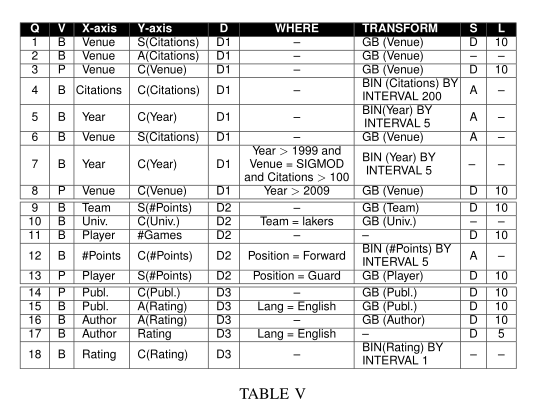 Q V X-axis Y-axis D WHERE TRANSFORM S L
1 B Venue S(Citations) D1 – GB (Venue) D 10
2 B Venue A(Citations) D1 – GB (Venue) – –
3 P Venue C(Venue) D1 – GB (Venue) D 10
4 B Citations C(Citations) D1 – BIN (Citations) BY INTERVAL 200 A –
5 B Year C(Year) D1 – BIN(Year) BY INTERVAL 5 A –
6 B Venue S(Citations) D1 – GB (Venue) A –
7 B Year C(Year) D1 Year > 1999 and Venue = SIGMOD and Citations > 100 BIN (Year) BY INTERVAL 5 – –
8 P Venue C(Venue) D1 Year > 2009 GB (Venue) D 10
9 B Team S(#Points) D2 – GB (Team) D 10
10 B Univ. C(Univ.) D2 Team = lakers GB (Univ.) – –
11 B Player #Games D2 – – D 10
12 B #Points C(#Points) D2 Position = Forward BIN (#Points) BY INTERVAL 5 A –
13 P Player S(#Points) D2 Position = Guard GB (Player) D 10
14 P Publ. C(Publ.) D3 – GB (Publ.) D 10
15 B Publ. A(Rating) D3 Lang = English GB (Publ.) D 10
16 B Author A(Rating) D3 – GB (Author) D 10
17 B Author Rating D3 Lang = English – D 5
18 B Rating C(Rating) D3 – BIN(Rating) BY INTERVAL 1 – –
TABLE V